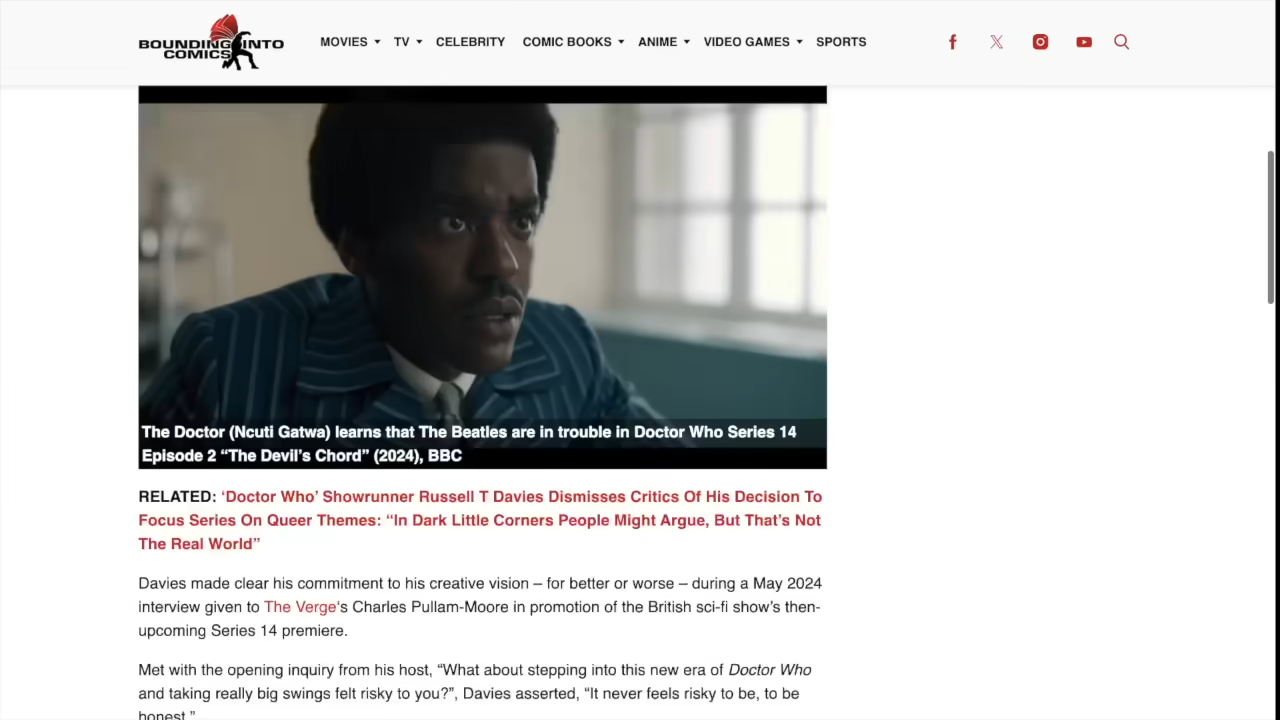 BOUNDING INTO
COMICS
MOVIES TV CELEBRITY COMIC BOOKS ANIME VIDEO GAMES SPORTS
The Doctor (Ncuti Gatwa) learns that The Beatles are in trouble in Doctor Who Series 14
Episode 2 “The Devil’s Chord” (2024), BBC
RELATED: ‘Doctor Who’ Showrunner Russell T Davies Dismisses Critics Of His Decision To
Focus Series On Queer Themes: “In Dark Little Corners People Might Argue, But That’s Not
The Real World”
Davies made clear his commitment to his creative vision – for better or worse – during a May 2024
interview given to The Verge‘s Charles Pullam-Moore in promotion of the British sci-fi show’s then-
upcoming Series 14 premiere.
Met with the opening inquiry from his host, “What about stepping into this new era of Doctor Who
and taking really big swings felt risky to you?”, Davies asserted, “It never feels risky to be, to be
honest.”